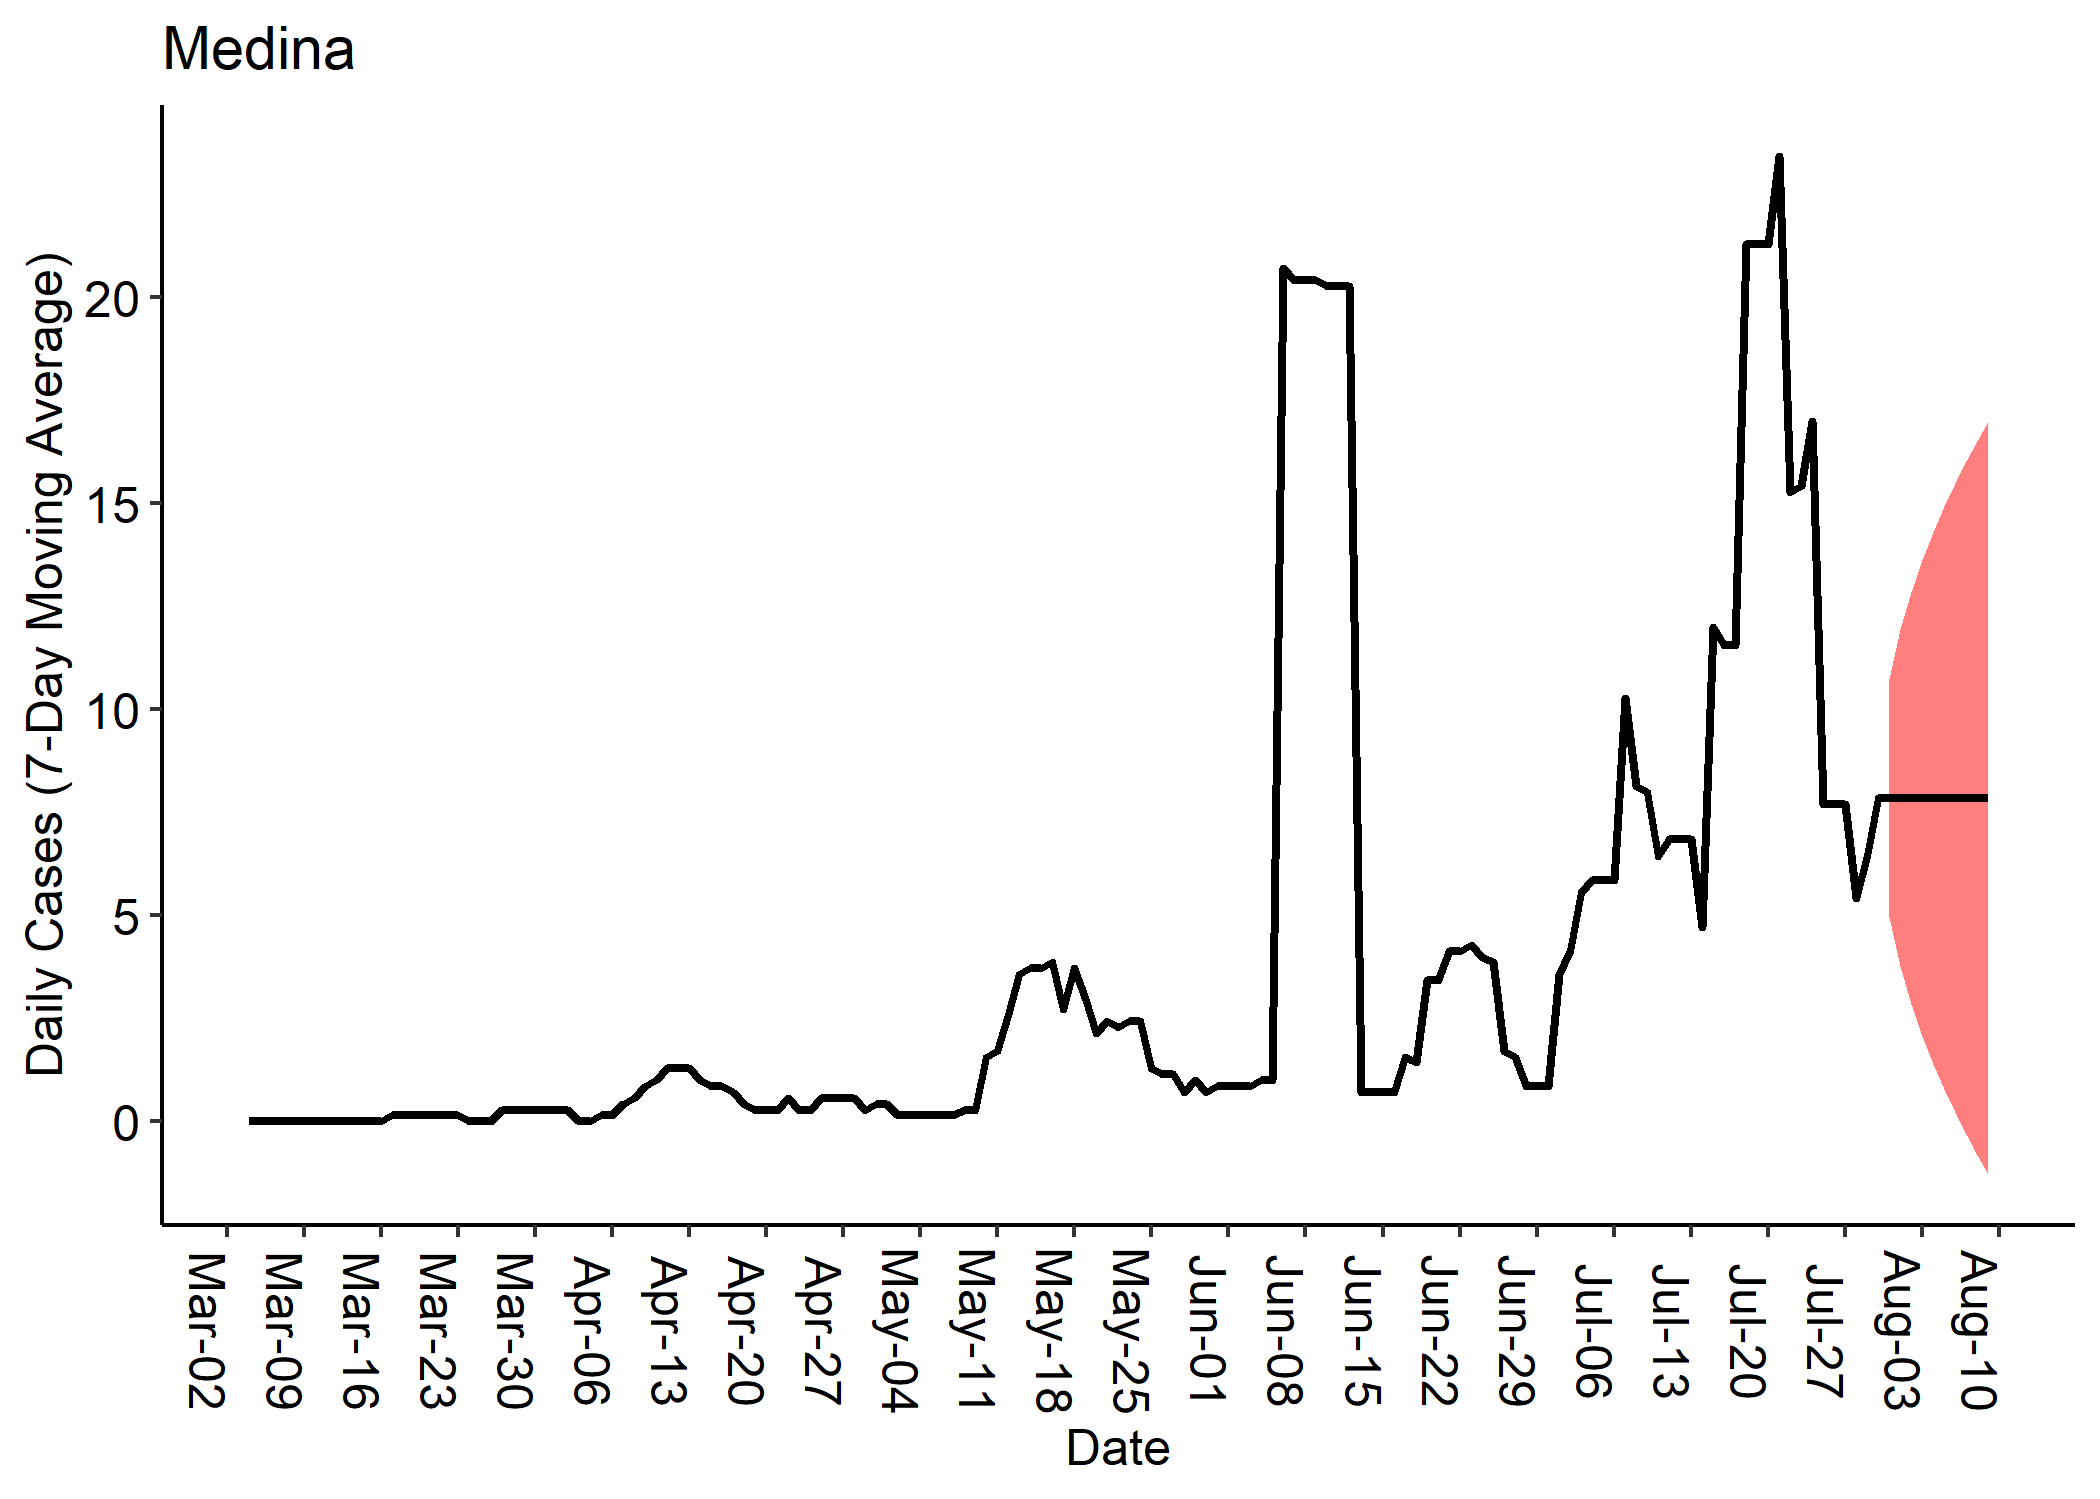 Medina
Daily Cases (7-Day Moving Average)
20
15
10
5
0
Mar-02
Mar-09
Mar-16
Mar-23
Mar-30
Apr-06
Apr-13
Apr-20
Apr-27
May-04
May-11
May-18
May-25
Jun-01
Jun-08
Jun-15
Jun-22
Jun-29
Jul-06
Jul-13
Jul-20
Jul-27
Aug-03
Aug-10
Date